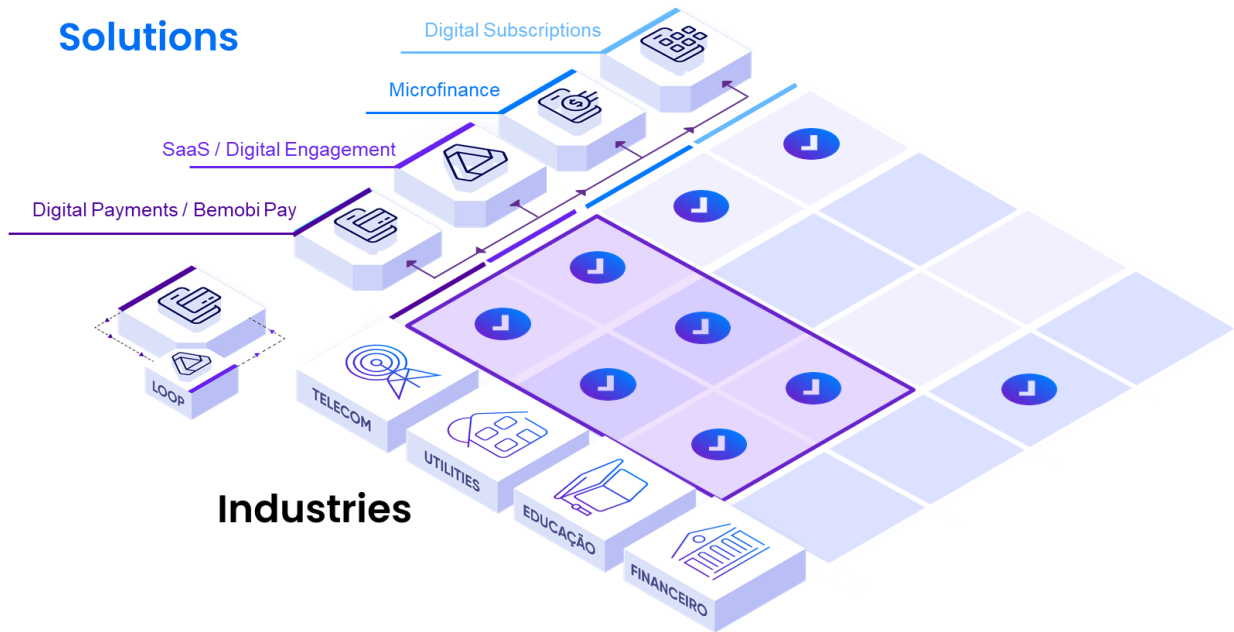 Solutions
Digital Subscriptions
Microfinance
SaaS / Digital Engagement
Digital Payments / Bemobi Pay
LOOP
TELECOM
UTILITIES
EDUCAÇÃO
FINANCEIRO
Industries